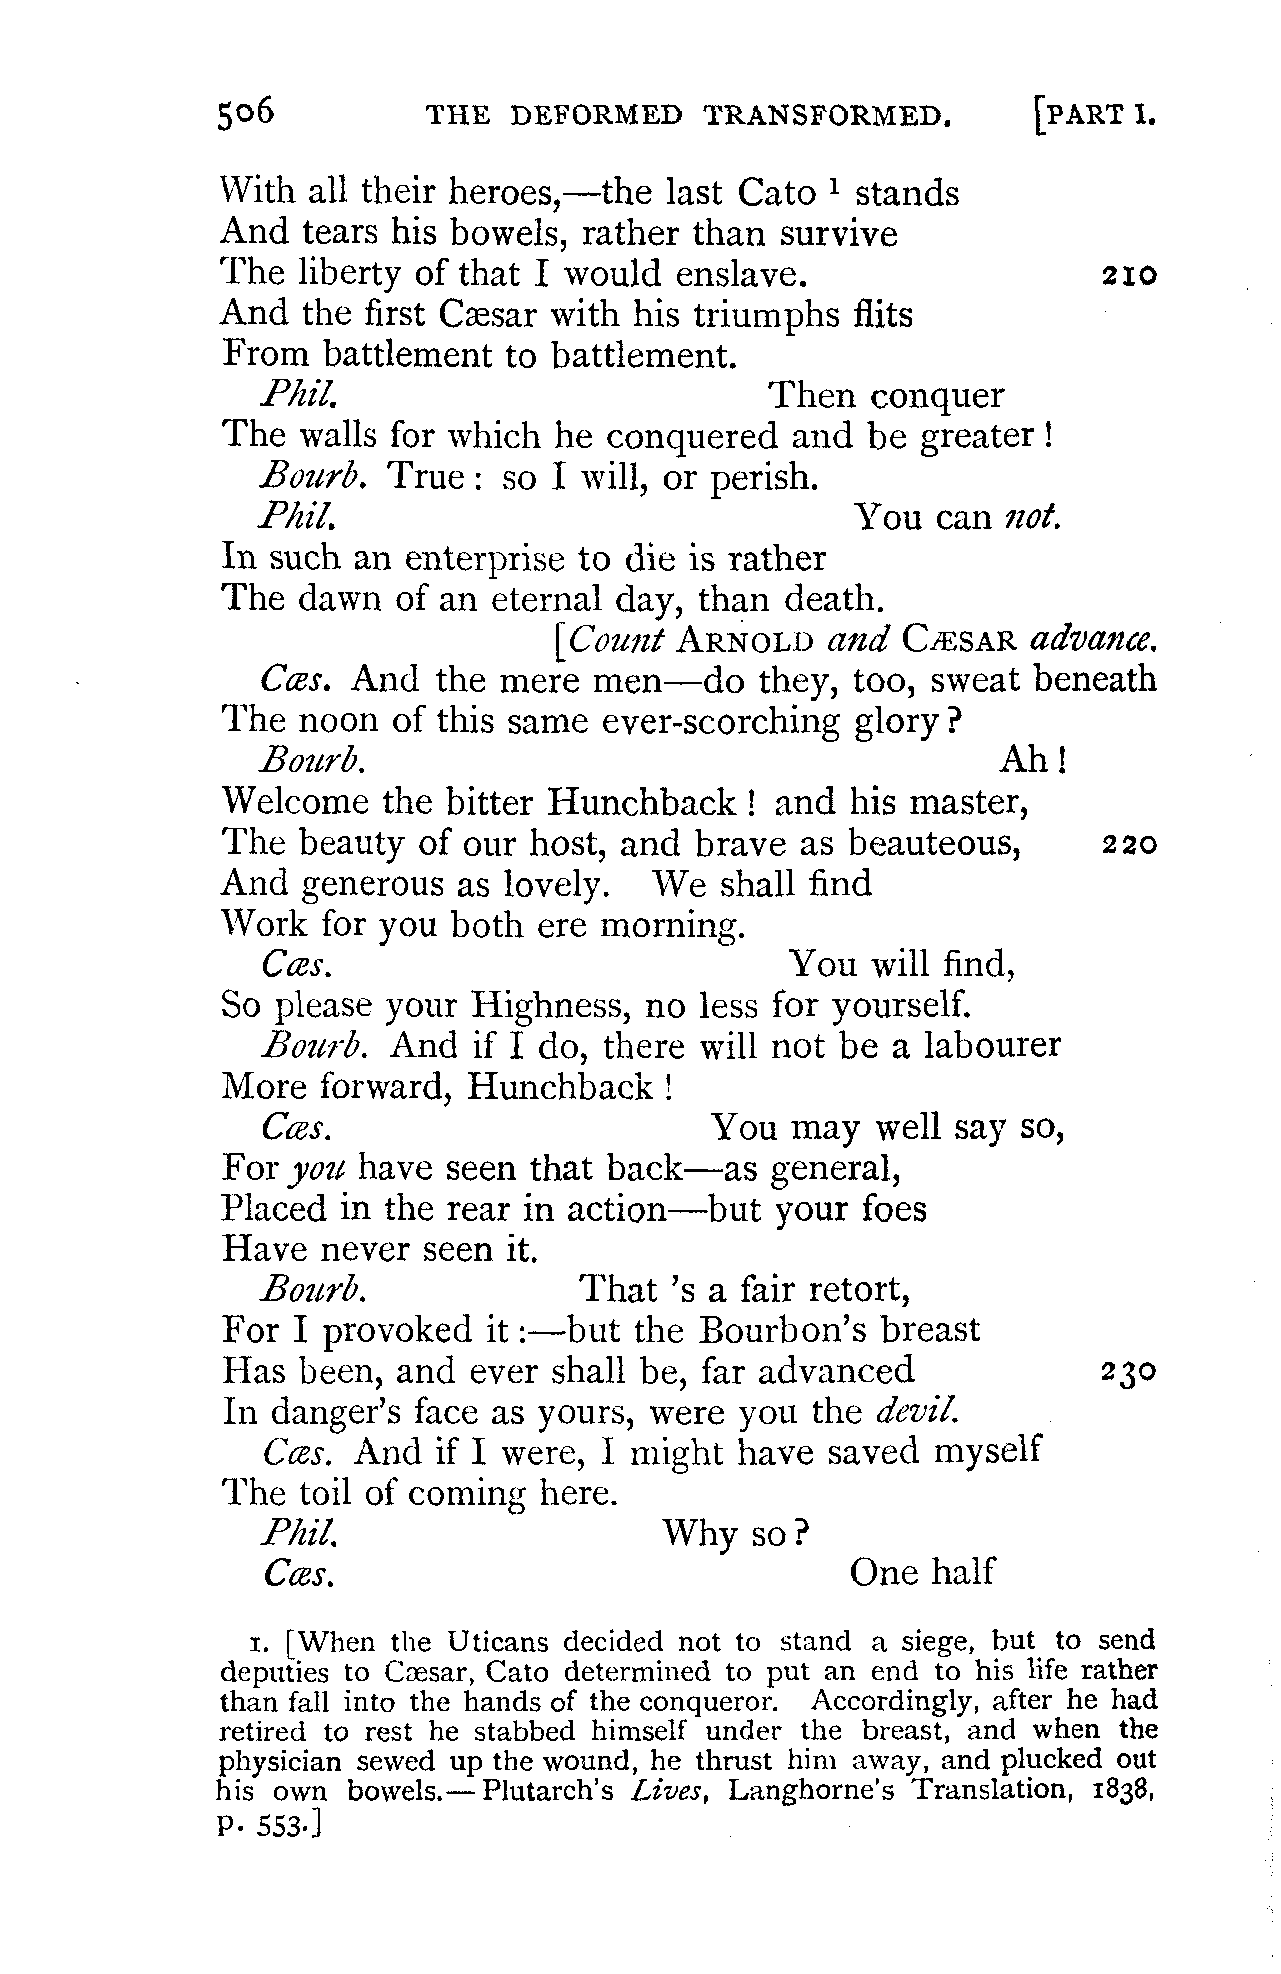 506 THE DEFORMED TRANSFORMED. [PART I.
With all their heroes,—the last Cato ¹ stands
And tears his bowels, rather than survive
The liberty of that I would enslave. 210
And the first Cæsar with his triumphs flits
From battlement to battlement.
Phil. Then conquer
The walls for which he conquered and be greater!
Bourb. True: so I will, or perish.
Phil. You can not.
In such an enterprise to die is rather
The dawn of an eternal day, than death.
[Count ARNOLD and CÆSAR advance.
Cæs. And the mere men—do they, too, sweat beneath
The noon of this same ever-scorching glory?
Bourb. Ah!
Welcome the bitter Hunchback! and his master,
The beauty of our host, and brave as beauteous, 220
And generous as lovely. We shall find
Work for you both ere morning.
Cæs. You will find,
So please your Highness, no less for yourself.
Bourb. And if I do, there will not be a labourer
More forward, Hunchback!
Cæs. You may well say so,
For you have seen that back—as general,
Placed in the rear in action—but your foes
Have never seen it.
Bourb. That 's a fair retort,
For I provoked it:—but the Bourbon's breast
Has been, and ever shall be, far advanced 230
In danger's face as yours, were you the devil.
Cæs. And if I were, I might have saved myself
The toil of coming here.
Phil. Why so?
Cæs. One half
1. [When the Uticans decided not to stand a siege, but to send
deputies to Cæsar, Cato determined to put an end to his life rather
than fall into the hands of the conqueror. Accordingly, after he had
retired to rest he stabbed himself under the breast, and when the
physician sewed up the wound, he thrust him away, and plucked out
his own bowels.—Plutarch's Lives, Langhorne's Translation, 1838,
p. 553.]